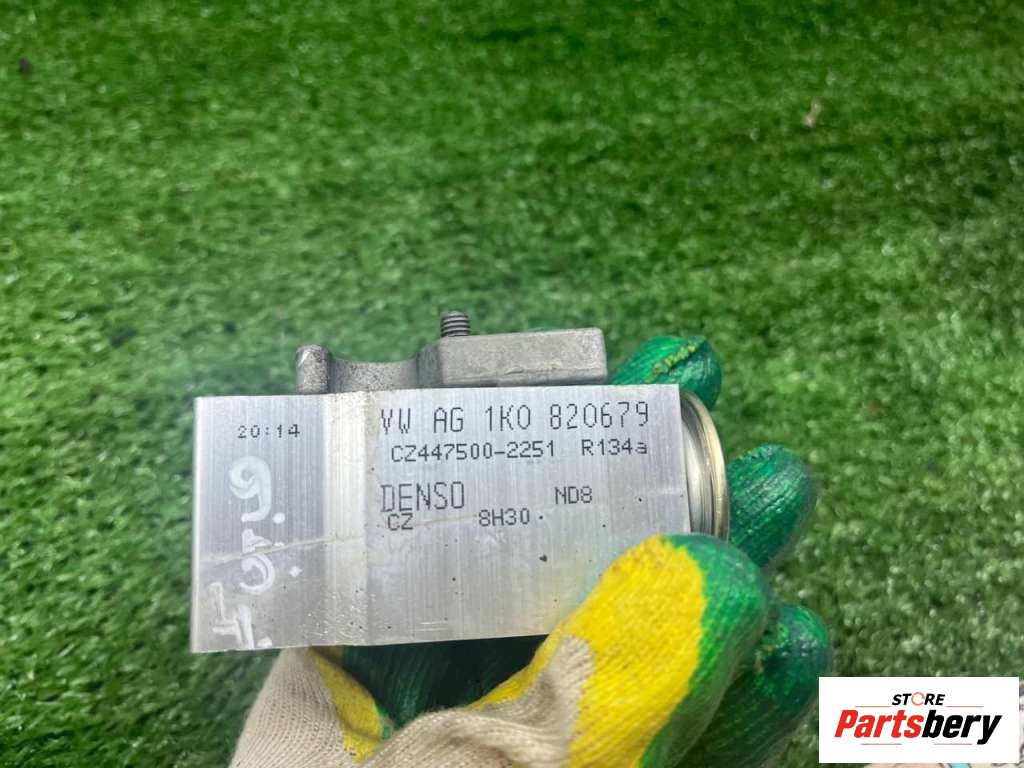 VW AG 1K0 820679
20:14
CZ447500-2251 R134a
DENSO ND8
CZ 8H30
STORE
Partsbery